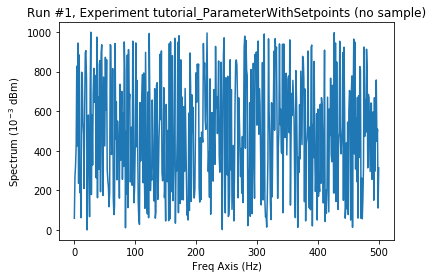 Run #1, Experiment tutorial_ParameterWithSetpoints (no sample)
1000
800
600
400
200
0
Spectrum (10⁻³ dBm)
0 100 200 300 400 500
Freq Axis (Hz)